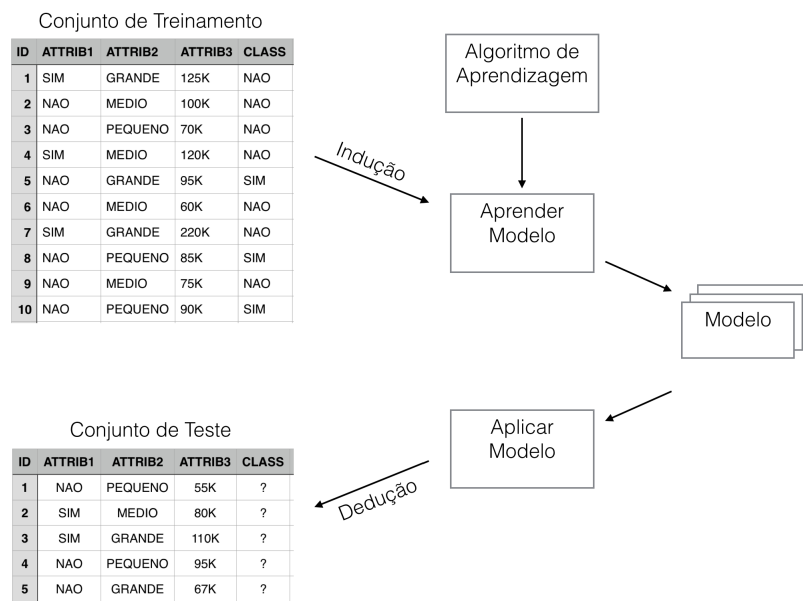 Conjunto de Treinamento
ID ATTRIB1 ATTRIB2 ATTRIB3 CLASS
1 SIM GRANDE 125K NAO
2 NAO MEDIO 100K NAO
3 NAO PEQUENO 70K NAO
4 SIM MEDIO 120K NAO
5 NAO GRANDE 95K SIM
6 NAO MEDIO 60K NAO
7 SIM GRANDE 220K NAO
8 NAO PEQUENO 85K SIM
9 NAO MEDIO 75K NAO
10 NAO PEQUENO 90K SIM
Indução
Algoritmo de
Aprendizagem
Aprender
Modelo
Modelo
Aplicar
Modelo
Dedução
Conjunto de Teste
ID ATTRIB1 ATTRIB2 ATTRIB3 CLASS
1 NAO PEQUENO 55K ?
2 SIM MEDIO 80K ?
3 SIM GRANDE 110K ?
4 NAO PEQUENO 95K ?
5 NAO GRANDE 67K ?